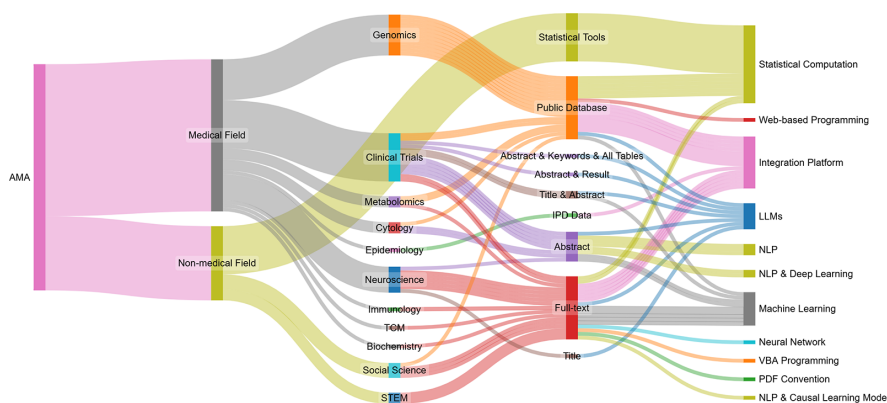 AMA
Medical Field
Non-medical Field
Genomics
Clinical Trials
Metabolomics
Cytology
Epidemiology
Neuroscience
Immunology
TCM
Biochemistry
Social Science
STEM
Statistical Tools
Public Database
Abstract & Keywords & All Tables
Abstract & Result
Title & Abstract
IPD Data
Abstract
Full-text
Title
Statistical Computation
Web-based Programming
Integration Platform
LLMs
NLP
NLP & Deep Learning
Machine Learning
Neural Network
VBA Programming
PDF Convention
NLP & Causal Learning Mode